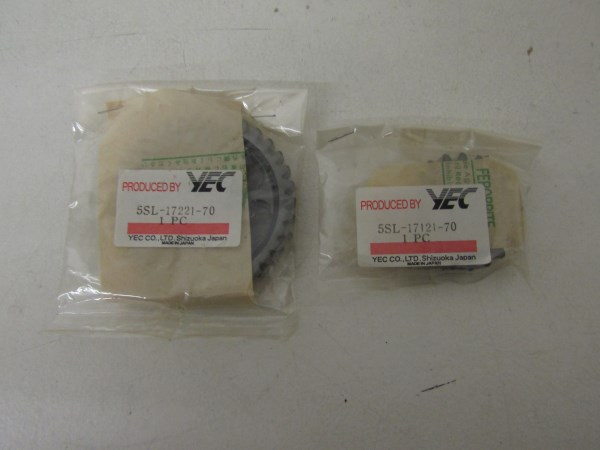 PRODUCED BY YEC
5SL-17221-70
1 PC
YEC CO.,LTD. Shizuoka Japan
MADE IN JAPAN
PRODUCED BY YEC
5SL-17121-70
1 PC
YEC CO.,LTD. Shizuoka Japan
MADE IN JAPAN